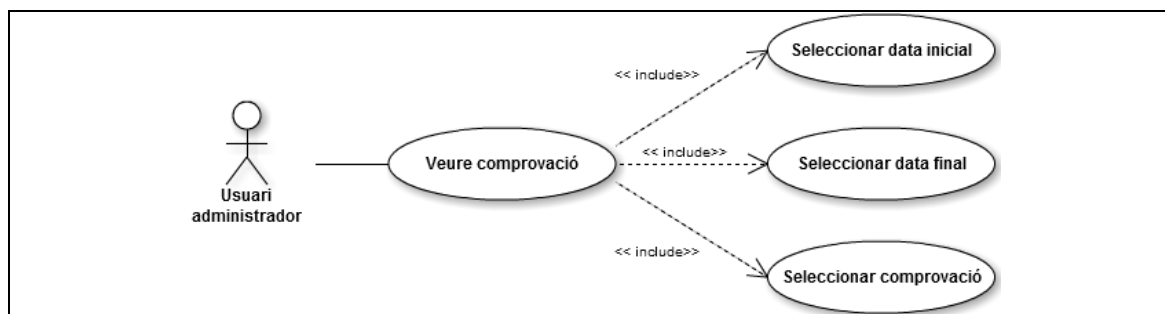 Seleccionar data inicial
<< include>>
<< include>>
Veure comprovació
Seleccionar data final
Usuari
administrador
<< include>>
Seleccionar comprovació